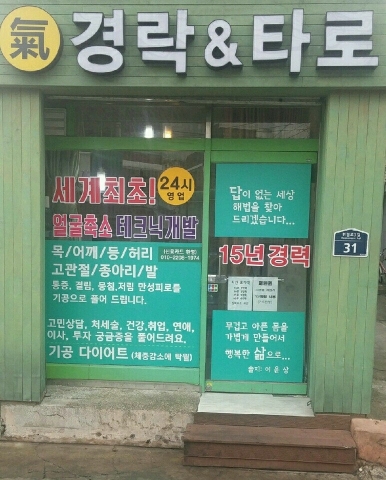 氣 경락&타로
세계최초!
24시
영업
얼굴축소 테크닉개발
목/어깨/등/허리
고관절/종아리/발
010-2236-1974
통증, 결림, 뭉침, 저림 만성피로를
기공으로 풀어 드립니다.
고민상담, 처세술, 건강, 취업, 연애,
이사, 투자 궁금증을 풀어드려요.
기공 다이어트 (체중감소에 탁월)
답이 없는 세상
해법을 찾아
드리겠습니다...
15년 경력
무겁고 아픈 몸을
가볍게 만들어서
행복한 삶으로...
31